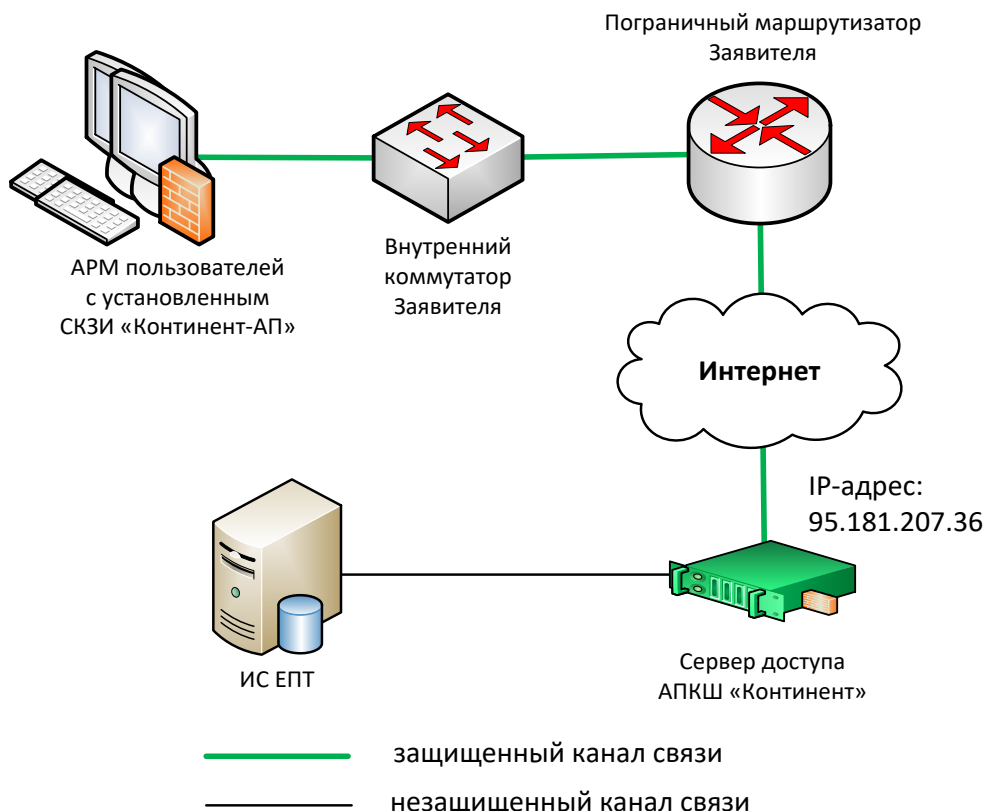 Пограничный маршрутизатор
Заявителя
АРМ пользователей
с установленным
СКЗИ «Континент-АП»
Внутренний
коммутатор
Заявителя
Интернет
IP-адрес:
95.181.207.36
ИС ЕПТ
Сервер доступа
АПКШ «Континент»
защищенный канал связи
незащищенный канал связи